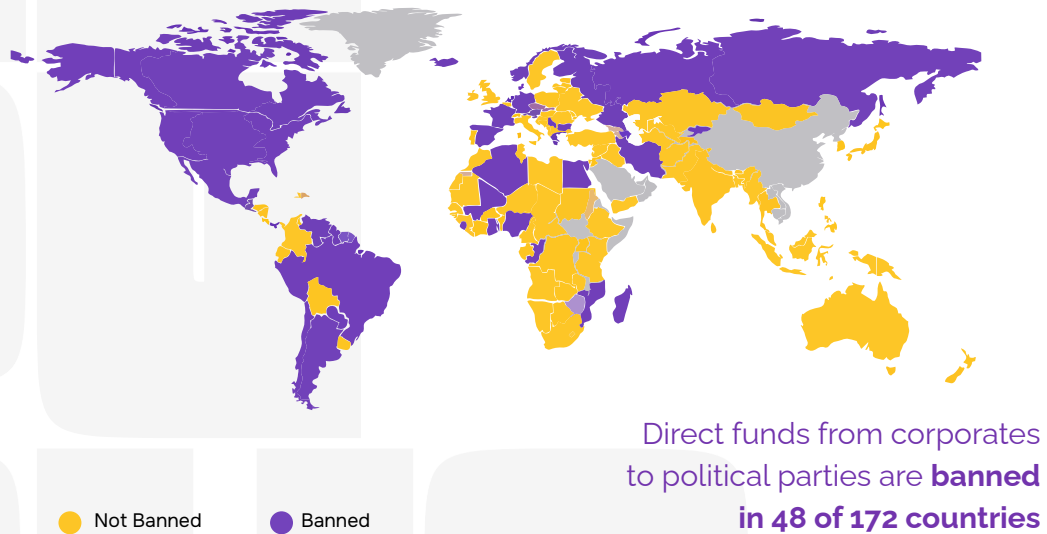 Direct funds from corporates
to political parties are banned
in 48 of 172 countries
Not Banned
Banned